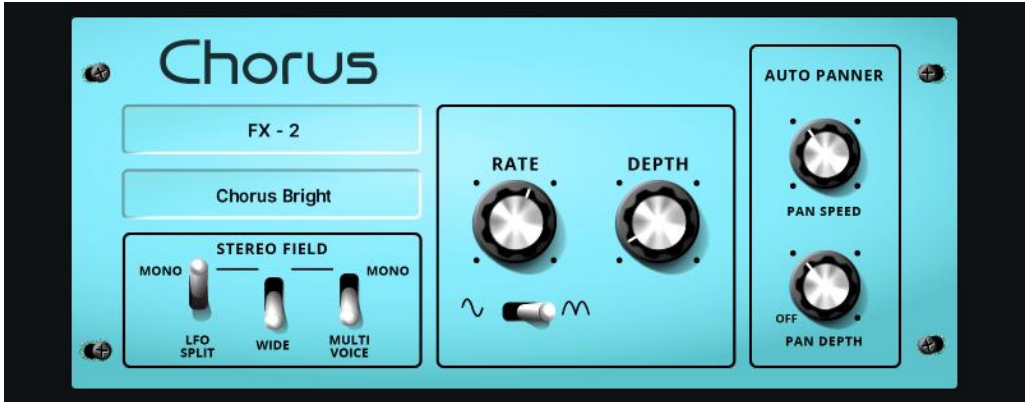 Chorus
FX - 2
Chorus Bright
STEREO FIELD
MONO
MONO
LFO
SPLIT
WIDE
MULTI
VOICE
RATE
DEPTH
AUTO PANNER
PAN SPEED
OFF
PAN DEPTH